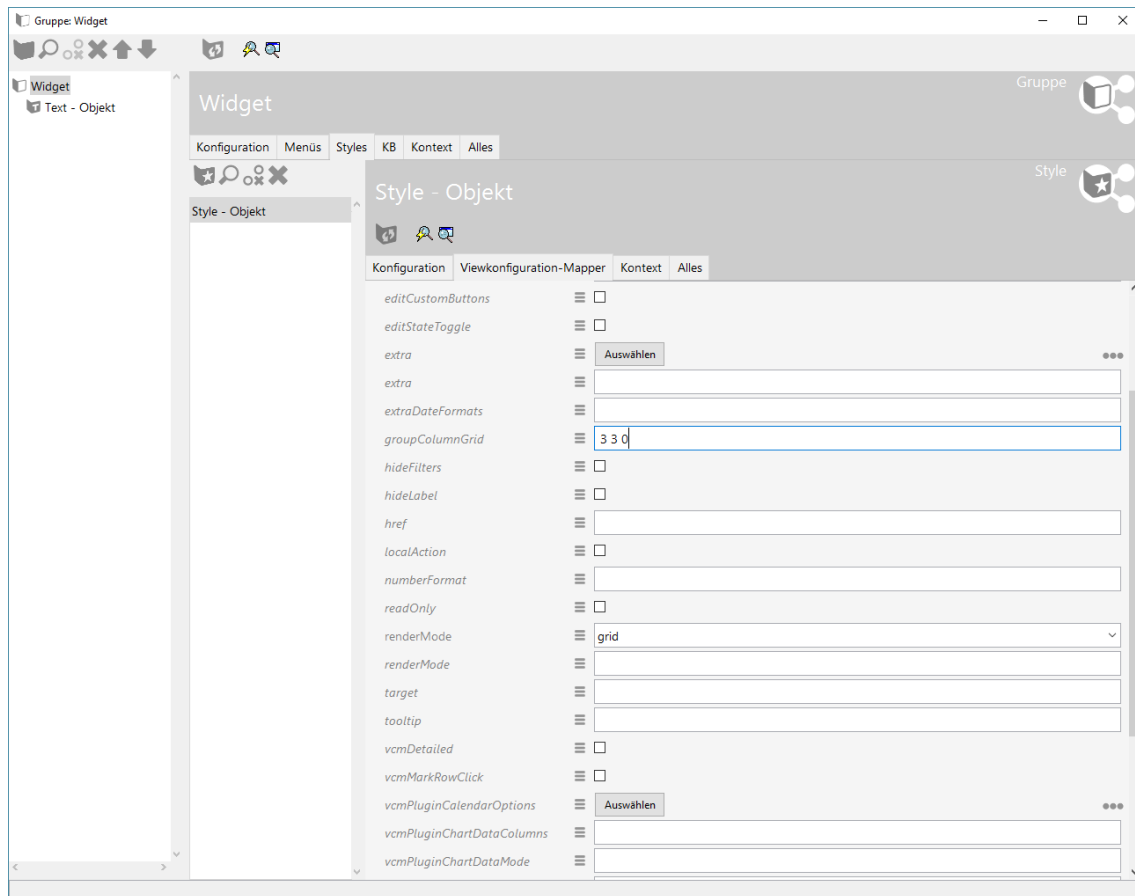 Gruppe: Widget
Widget
Text - Objekt
Widget
Gruppe
Konfiguration Menüs Styles KB Kontext Alles
Style - Objekt
Style - Objekt
Style
Konfiguration Viewkonfiguration-Mapper Kontext Alles
editCustomButtons
editStateToggle
extra Auswählen
extra
extraDateFormats
groupColumnGrid 3 3 0
hideFilters
hideLabel
href
localAction
numberFormat
readOnly
renderMode grid
renderMode
target
tooltip
vcmDetailed
vcmMarkRowClick
vcmPluginCalendarOptions Auswählen
vcmPluginChartDataColumns
vcmPluginChartDataMode